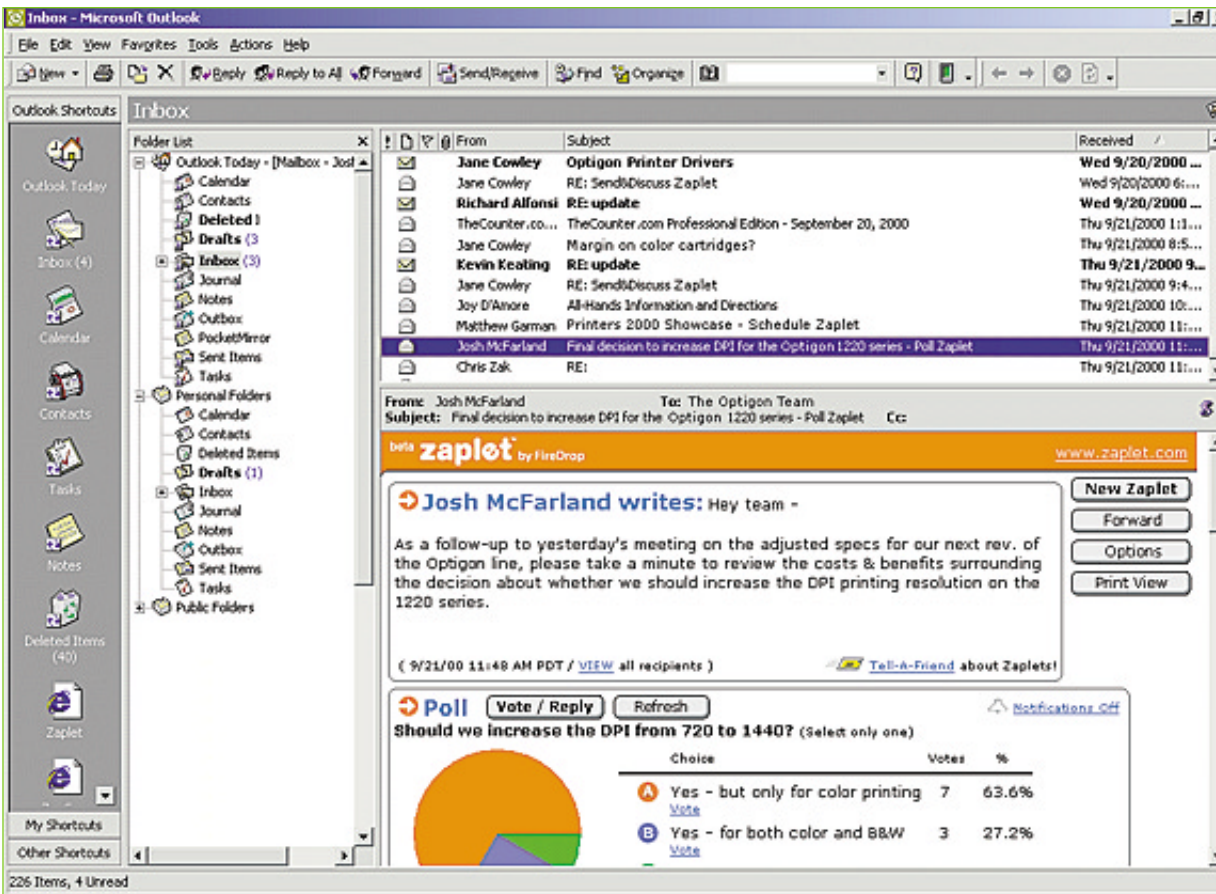 Inbox - Microsoft Outlook
File Edit View Favorites Tools Actions Help
New Reply Reply to All Forward Send/Receive Find Organize
Outlook Shortcuts Inbox
Outlook Today
Inbox (4)
Calendar
Contacts
Tasks
Notes
Deleted Items
(40)
Zaplet
My Shortcuts
Other Shortcuts
Folder List
Outlook Today - [Mailbox - Josh
Calendar
Contacts
Deleted I
Drafts (3
Inbox (3)
Journal
Notes
Outbox
PocketMirror
Sent Items
Tasks
Personal Folders
Calendar
Contacts
Deleted Items
Drafts (1)
Inbox
Journal
Notes
Outbox
Sent Items
Tasks
Public Folders
From Subject Received
Jane Cowley Optigon Printer Drivers Wed 9/20/2000 ...
Jane Cowley RE: Send&Discuss Zaplet Wed 9/20/2000 6:...
Richard Alfonsi RE: update Wed 9/20/2000 ...
TheCounter.co... TheCounter.com Professional Edition - September 20, 2000 Thu 9/21/2000 1:1...
Jane Cowley Margin on color cartridges? Thu 9/21/2000 8:5...
Kevin Keating RE: update Thu 9/21/2000 9...
Jane Cowley RE: Send&Discuss Zaplet Thu 9/21/2000 9:4...
Joy D'Amore All-Hands Information and Directions Thu 9/21/2000 10:...
Matthew Garman Printers 2000 Showcase - Schedule Zaplet Thu 9/21/2000 11:...
Josh McFarland Final decision to increase DPI for the Optigon 1220 series - Poll Zaplet Thu 9/21/2000 11:...
Chris Zak RE: Thu 9/21/2000 11:...
From: Josh McFarland To: The Optigon Team
Subject: Final decision to increase DPI for the Optigon 1220 series - Poll Zaplet Cc:
beta zaplet by FireDrop www.zaplet.com
Josh McFarland writes: Hey team -
As a follow-up to yesterday's meeting on the adjusted specs for our next rev. of
the Optigon line, please take a minute to review the costs & benefits surrounding
the decision about whether we should increase the DPI printing resolution on the
1220 series.
( 9/21/00 11:48 AM PDT / VIEW all recipients ) Tell-A-Friend about Zaplets!
New Zaplet
Forward
Options
Print View
Poll Vote / Reply Refresh Notifications Off
Should we increase the DPI from 720 to 1440? (Select only one)
Choice Votes %
A Yes - but only for color printing 7 63.6%
Vote
B Yes - for both color and B&W 3 27.2%
Vote
226 Items, 4 Unread